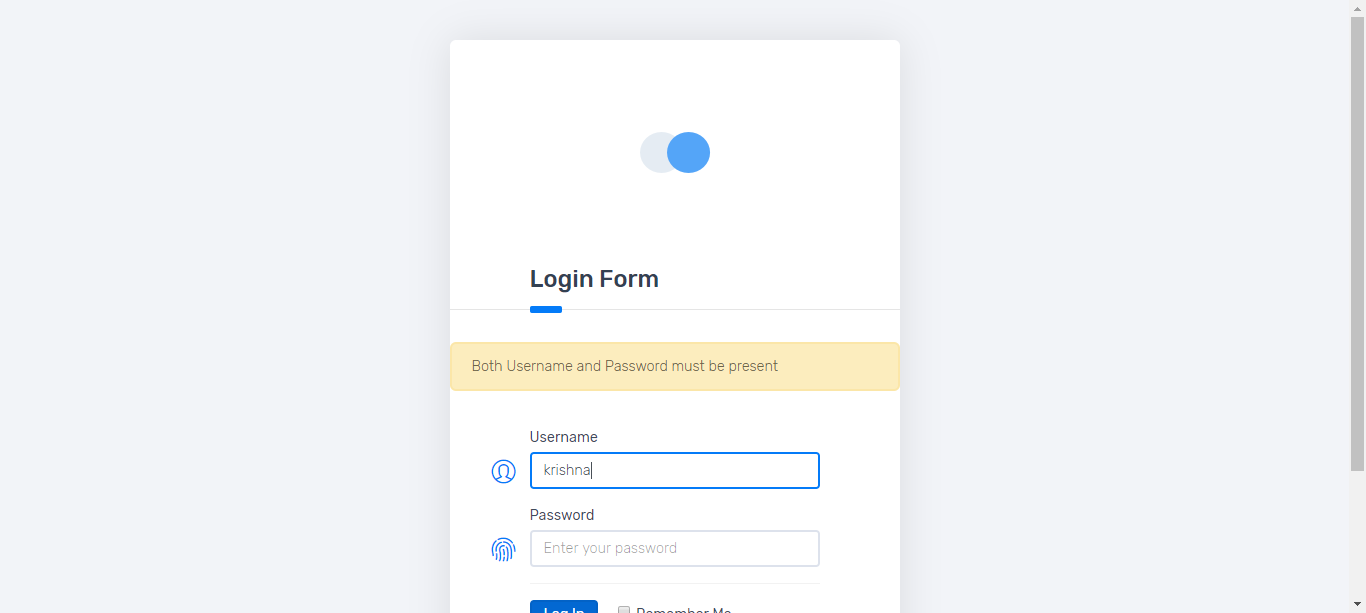 Login Form
Both Username and Password must be present
Username
krishna
Password
Enter your password
Log In Remember Me